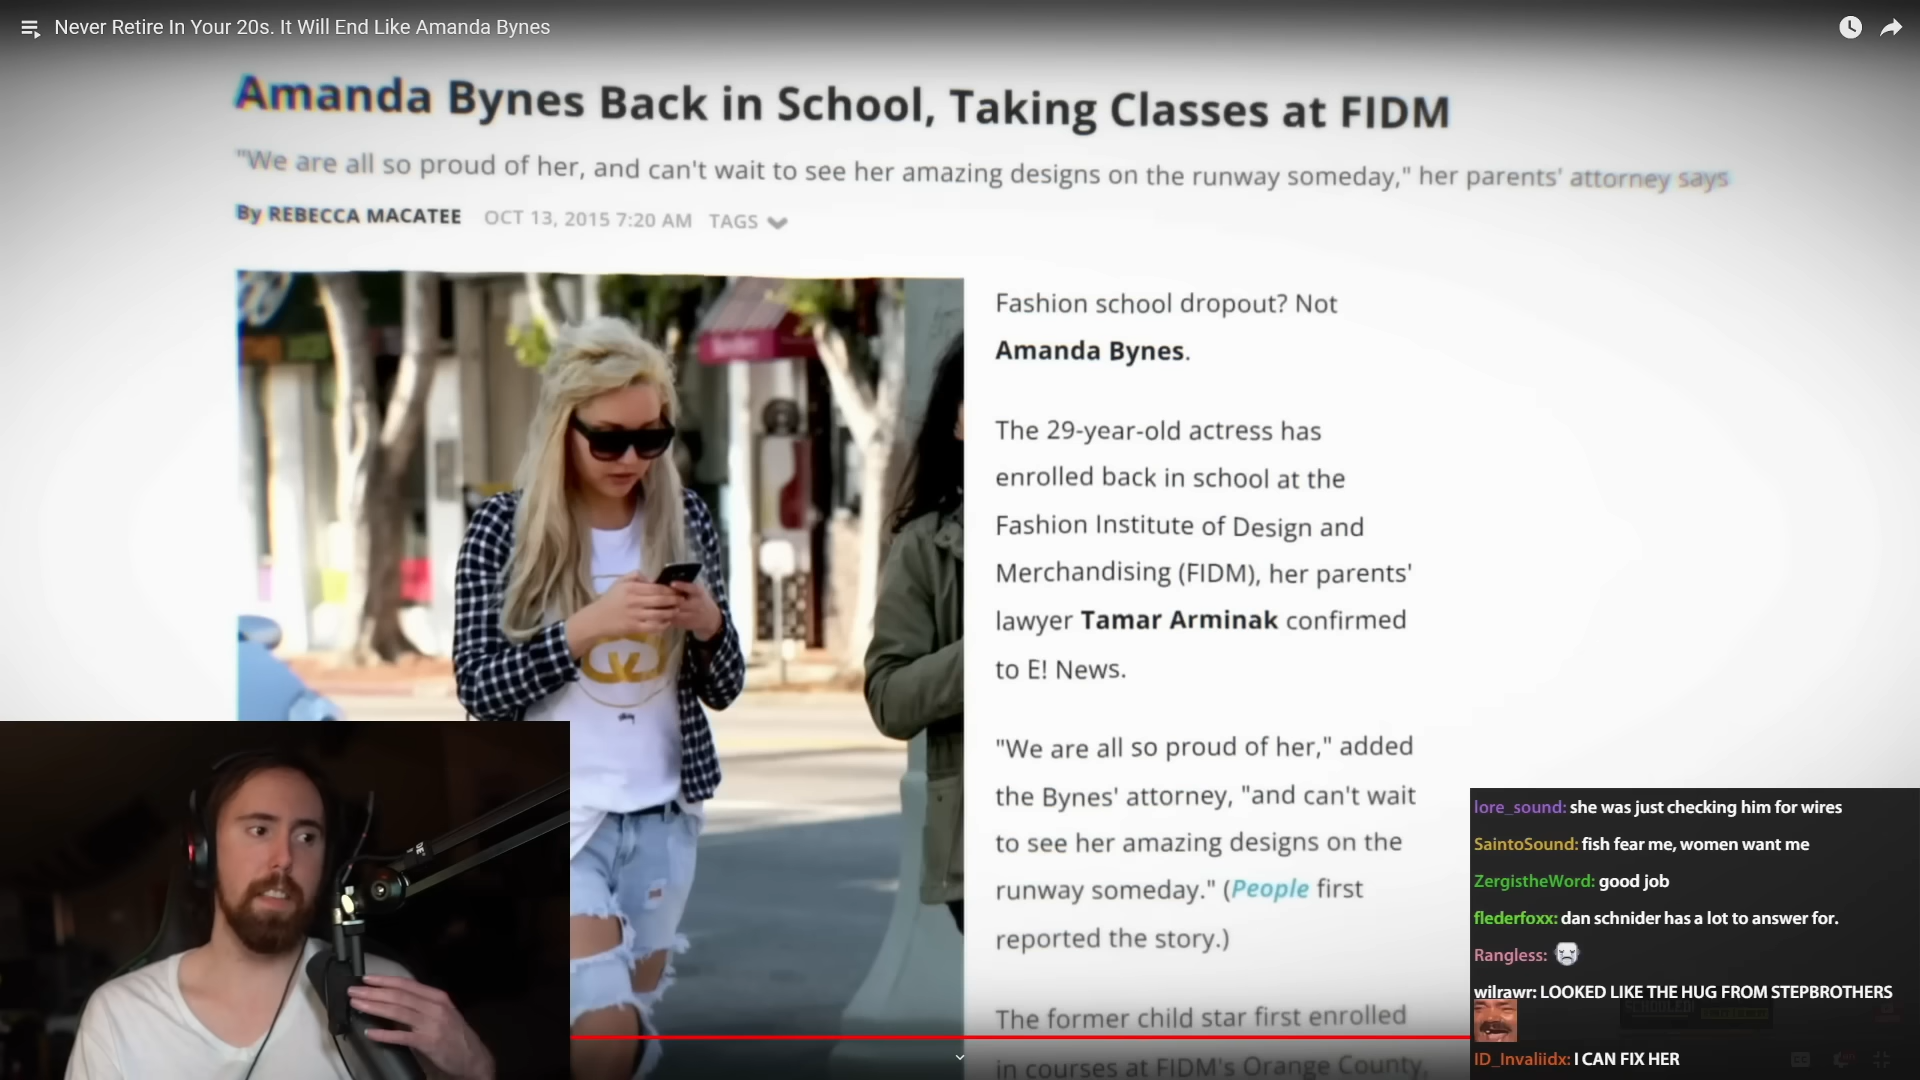 Never Retire In Your 20s. It Will End Like Amanda Bynes
Amanda Bynes Back in School, Taking Classes at FIDM
"We are all so proud of her, and can't wait to see her amazing designs on the runway someday," her parents' attorney says
By REBECCA MACATEE OCT 13, 2015 7:20 AM TAGS
Fashion school dropout? Not
Amanda Bynes.
The 29-year-old actress has
enrolled back in school at the
Fashion Institute of Design and
Merchandising (FIDM), her parents'
lawyer Tamar Arminak confirmed
to E! News.
"We are all so proud of her," added
the Bynes' attorney, "and can't wait
to see her amazing designs on the
runway someday." (People first
reported the story.)
The former child star first enrolled
in courses at FIDM's Orange County,
lore_sound: she was just checking him for wires
SaintoSound: fish fear me, women want me
ZergistheWord: good job
flederfoxx: dan schnider has a lot to answer for.
Rangless:
wilrawr: LOOKED LIKE THE HUG FROM STEPBROTHERS
ID_Invaliidx: I CAN FIX HER